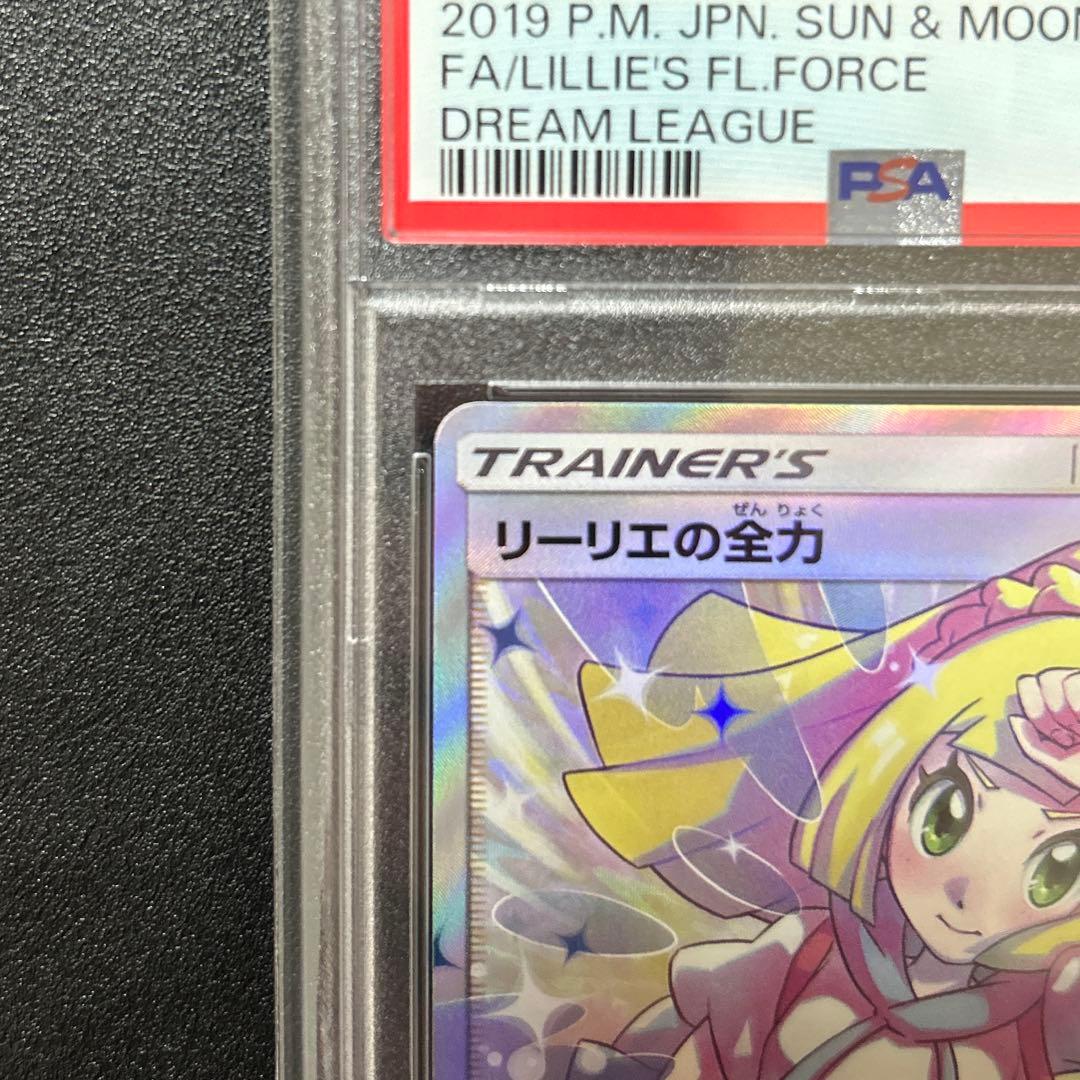 2019 P.M. JPN. SUN & MOON
FA/LILLIE'S FL.FORCE
DREAM LEAGUE
PSA
TRAINER'S
ぜん りょく
リーリエの全力